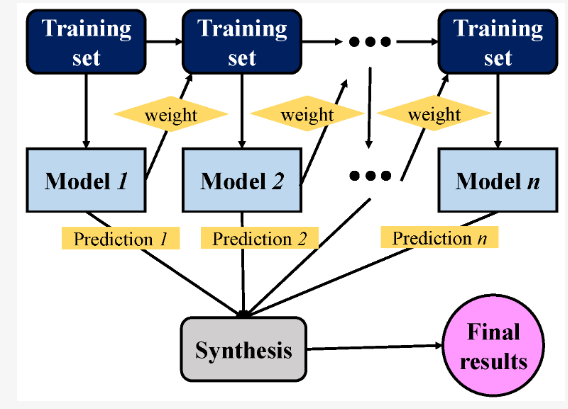 Training
set
Training
set
Training
set
weight
weight
weight
Model 1
Model 2
Model n
Prediction 1
Prediction 2
Prediction n
Synthesis
Final
results